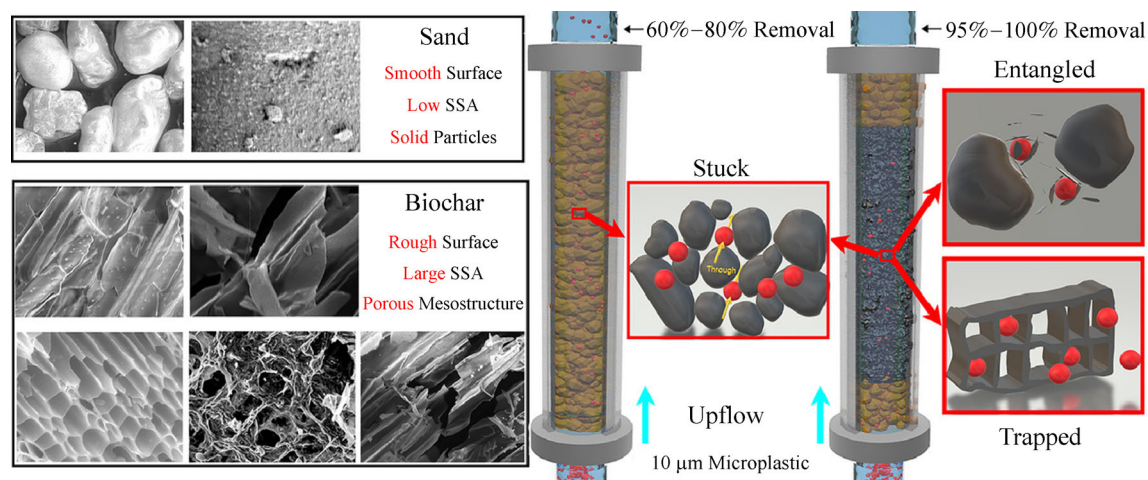 Sand
Smooth Surface
Low SSA
Solid Particles
Biochar
Rough Surface
Large SSA
Porous Mesostructure
60%−80% Removal
95%−100% Removal
Entangled
Stuck
Through
Trapped
Upflow
10 μm Microplastic